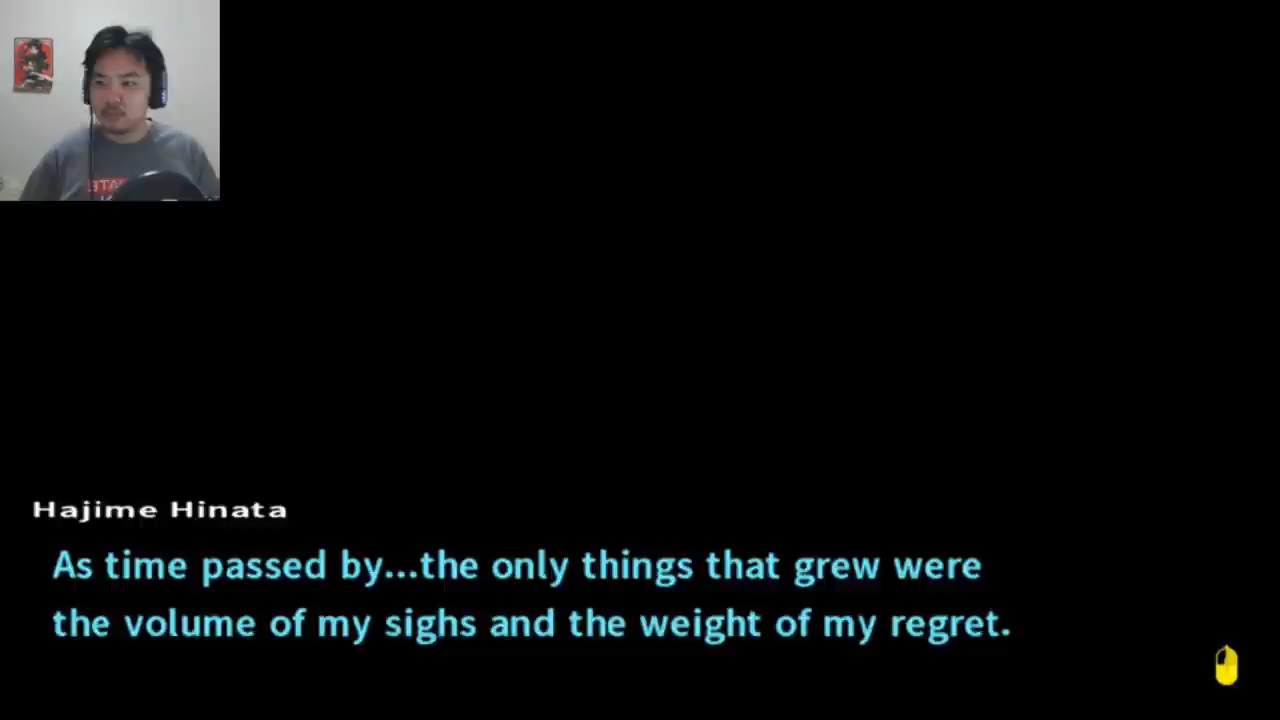 Hajime Hinata
As time passed by...the only things that grew were
the volume of my sighs and the weight of my regret.